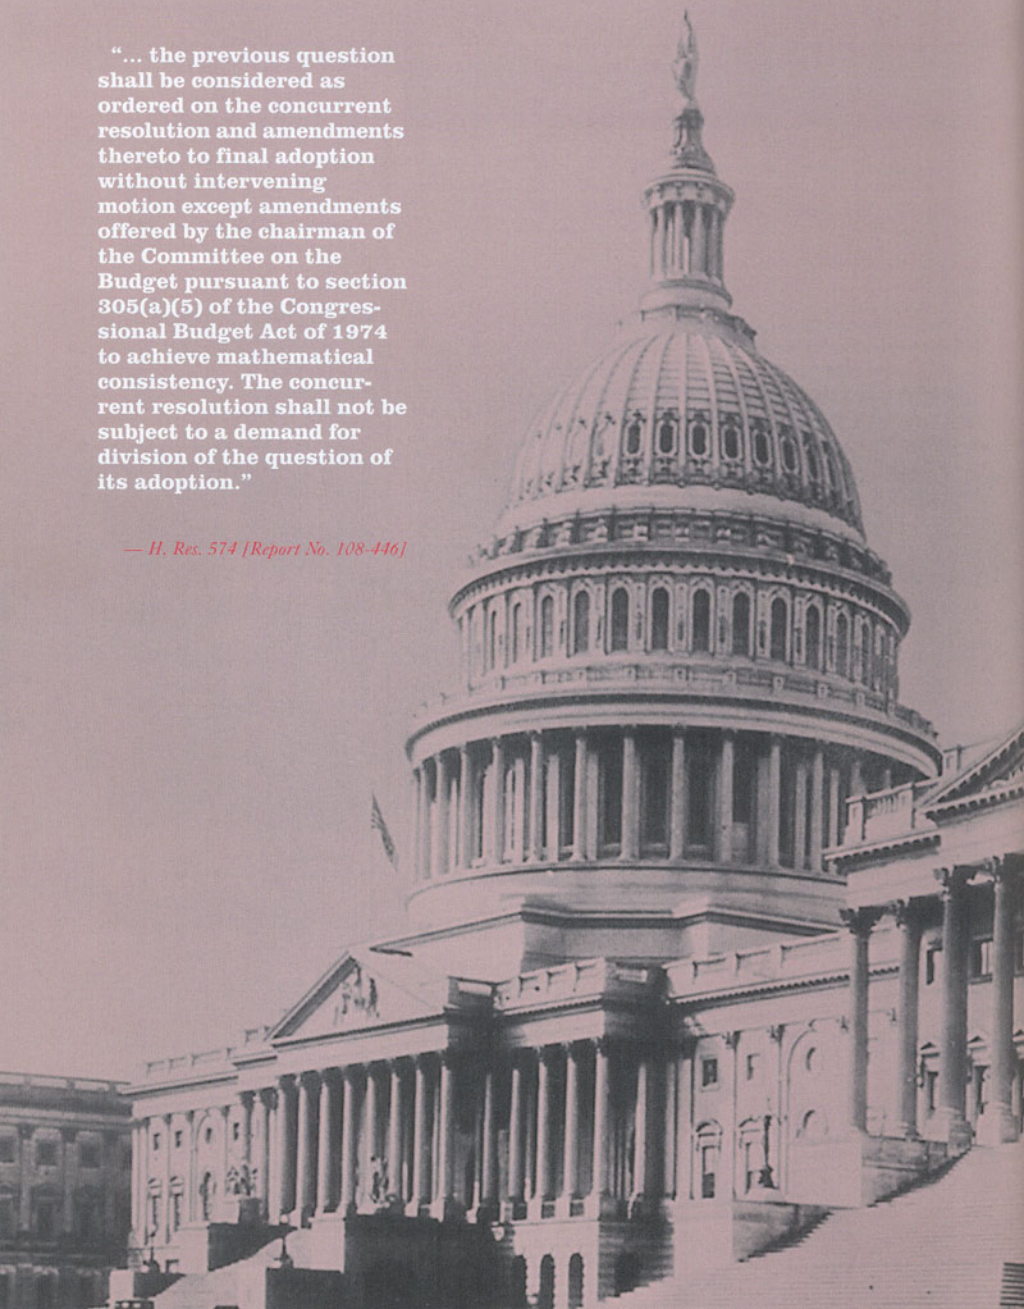 “... the previous question
shall be considered as
ordered on the concurrent
resolution and amendments
thereto to final adoption
without intervening
motion except amendments
offered by the chairman of
the Committee on the
Budget pursuant to section
305(a)(5) of the Congres-
sional Budget Act of 1974
to achieve mathematical
consistency. The concur-
rent resolution shall not be
subject to a demand for
division of the question of
its adoption.”
— H. Res. 574 [Report No. 108-446]